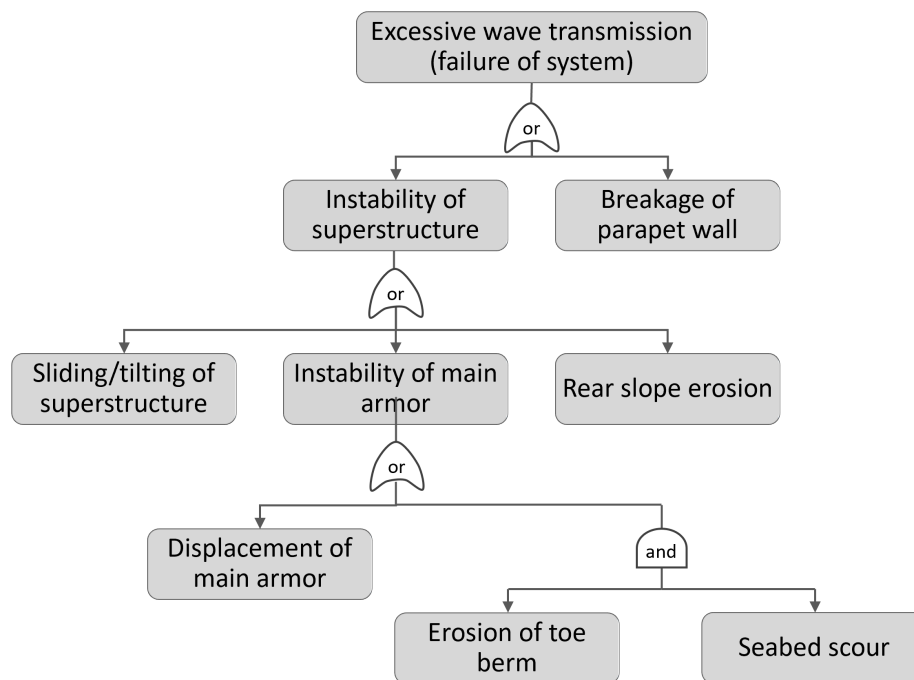 Excessive wave transmission
(failure of system)
or
Instability of
superstructure
Breakage of
parapet wall
or
Sliding/tilting of
superstructure
Instability of main
armor
Rear slope erosion
or
Displacement of
main armor
and
Erosion of toe
berm
Seabed scour